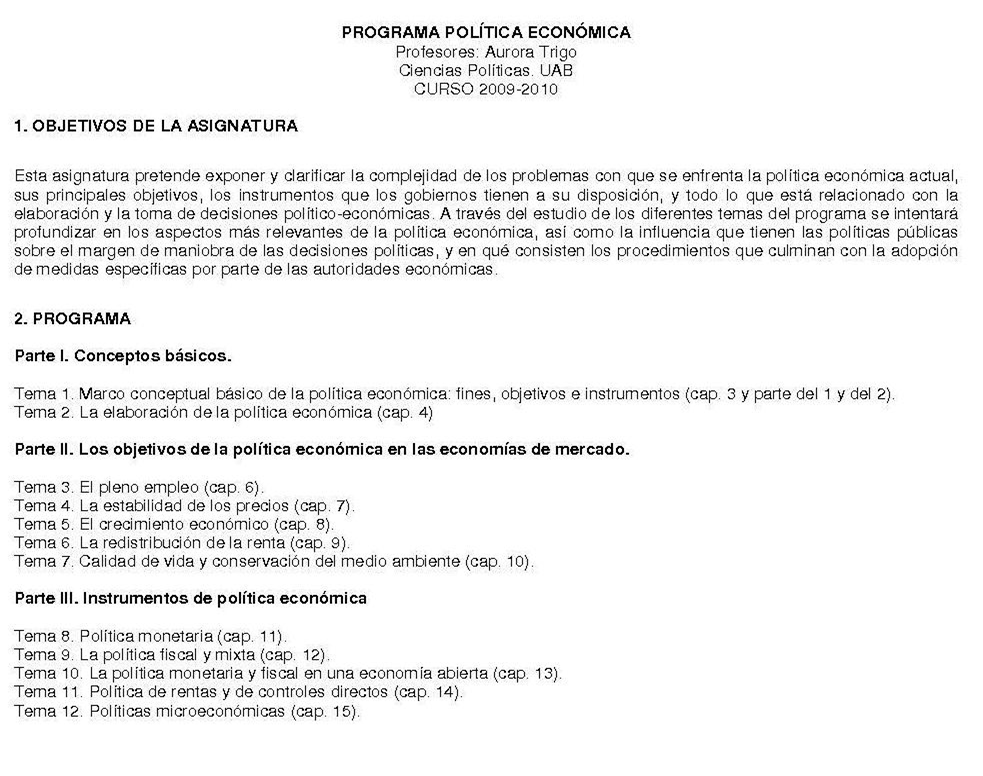 PROGRAMA POLÍTICA ECONÓMICA
Profesores: Aurora Trigo
Ciencias Políticas. UAB
CURSO 2009-2010
1. OBJETIVOS DE LA ASIGNATURA
Esta asignatura pretende exponer y clarificar la complejidad de los problemas con que se enfrenta la política económica actual,
sus principales objetivos, los instrumentos que los gobiernos tienen a su disposición, y todo lo que está relacionado con la
elaboración y la toma de decisiones político-económicas. A través del estudio de los diferentes temas del programa se intentará
profundizar en los aspectos más relevantes de la política económica, así como la influencia que tienen las políticas públicas
sobre el margen de maniobra de las decisiones políticas, y en qué consisten los procedimientos que culminan con la adopción
de medidas específicas por parte de las autoridades económicas.
2. PROGRAMA
Parte I. Conceptos básicos.
Tema 1. Marco conceptual básico de la política económica: fines, objetivos e instrumentos (cap. 3 y parte del 1 y del 2).
Tema 2. La elaboración de la política económica (cap. 4)
Parte II. Los objetivos de la política económica en las economías de mercado.
Tema 3. El pleno empleo (cap. 6).
Tema 4. La estabilidad de los precios (cap. 7).
Tema 5. El crecimiento económico (cap. 8).
Tema 6. La redistribución de la renta (cap. 9).
Tema 7. Calidad de vida y conservación del medio ambiente (cap. 10).
Parte III. Instrumentos de política económica
Tema 8. Política monetaria (cap. 11).
Tema 9. La política fiscal y mixta (cap. 12).
Tema 10. La política monetaria y fiscal en una economía abierta (cap. 13).
Tema 11. Política de rentas y de controles directos (cap. 14).
Tema 12. Políticas microeconómicas (cap. 15).